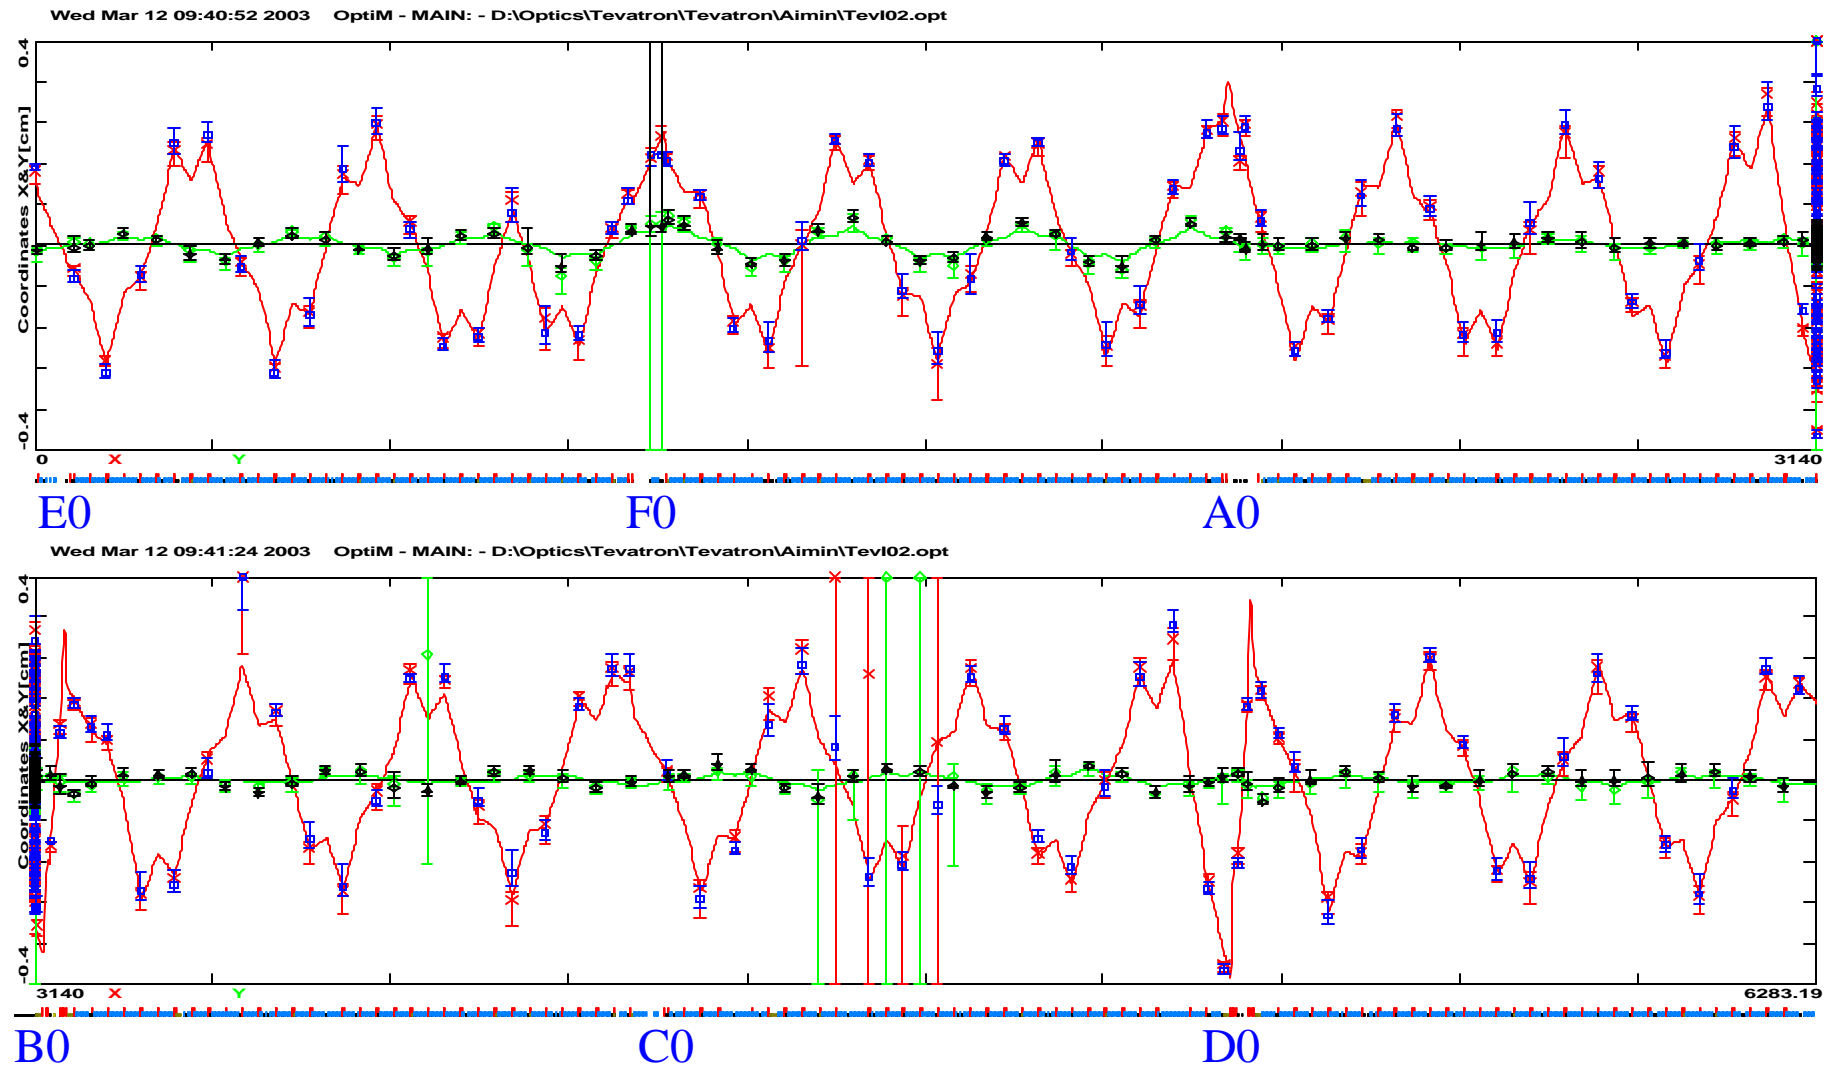 Wed Mar 12 09:40:52 2003 OptiM - MAIN: - D:\Optics\Tevatron\Tevatron\Aimin\TevI02.opt
0.4
Coordinates X&Y[cm]
-0.4
0 X Y 3140
E0 F0 A0
Wed Mar 12 09:41:24 2003 OptiM - MAIN: - D:\Optics\Tevatron\Tevatron\Aimin\TevI02.opt
0.4
Coordinates X&Y[cm]
-0.4
3140 X Y 6283.19
B0 C0 D0